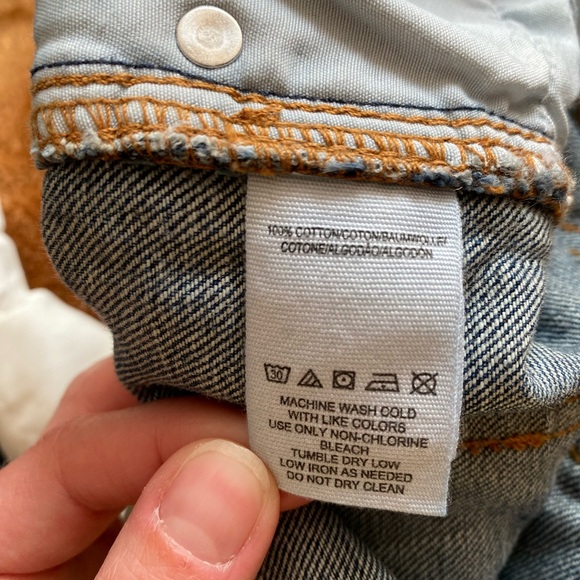 100% COTTON/COTON/BAUMWOLLE/
COTONE/ALGODÃO/ALGODÓN
30
MACHINE WASH COLD
WITH LIKE COLORS
USE ONLY NON-CHLORINE
BLEACH
TUMBLE DRY LOW
LOW IRON AS NEEDED
DO NOT DRY CLEAN